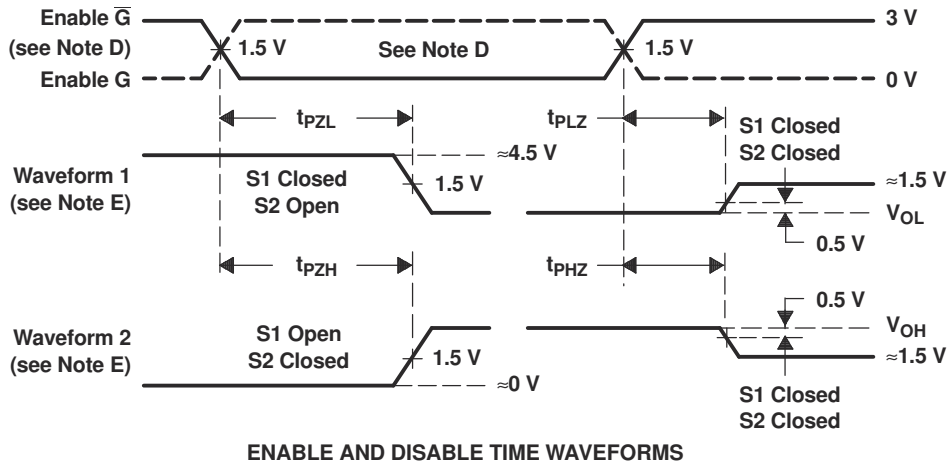 Enable G̅
(see Note D)
Enable G
1.5 V
See Note D
1.5 V
3 V
0 V
tPZL
tPLZ
S1 Closed
S2 Closed
Waveform 1
(see Note E)
S1 Closed
S2 Open
≈4.5 V
1.5 V
≈1.5 V
VOL
0.5 V
tPZH
tPHZ
0.5 V
Waveform 2
(see Note E)
S1 Open
S2 Closed
1.5 V
≈0 V
VOH
≈1.5 V
S1 Closed
S2 Closed
ENABLE AND DISABLE TIME WAVEFORMS